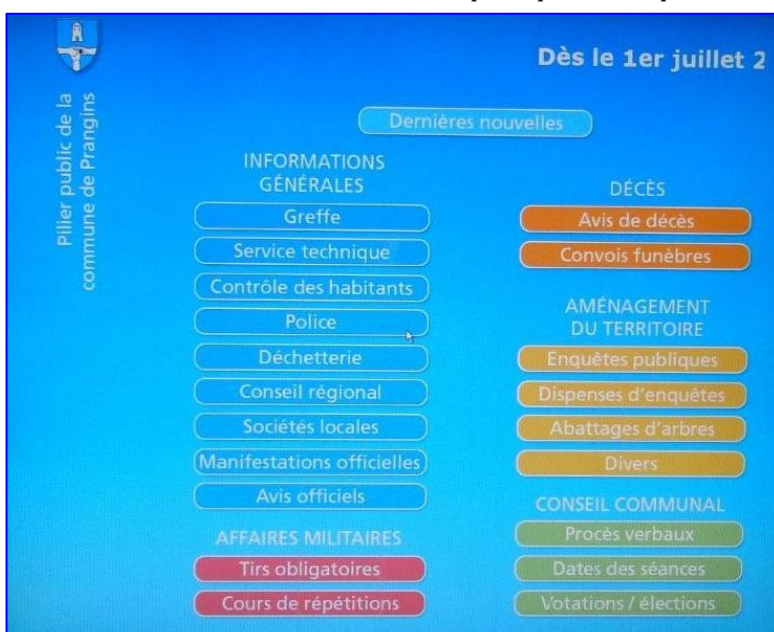 Dès le 1er juillet 2
Pilier public de la
commune de Prangins
Dernières nouvelles
INFORMATIONS
GÉNÉRALES
Greffe
Service technique
Contrôle des habitants
Police
Déchetterie
Conseil régional
Sociétés locales
Manifestations officielles
Avis officiels
AFFAIRES MILITAIRES
Tirs obligatoires
Cours de répétitions
DÉCÈS
Avis de décès
Convois funèbres
AMÉNAGEMENT
DU TERRITOIRE
Enquêtes publiques
Dispenses d'enquêtes
Abattages d'arbres
Divers
CONSEIL COMMUNAL
Procès verbaux
Dates des séances
Votations / élections